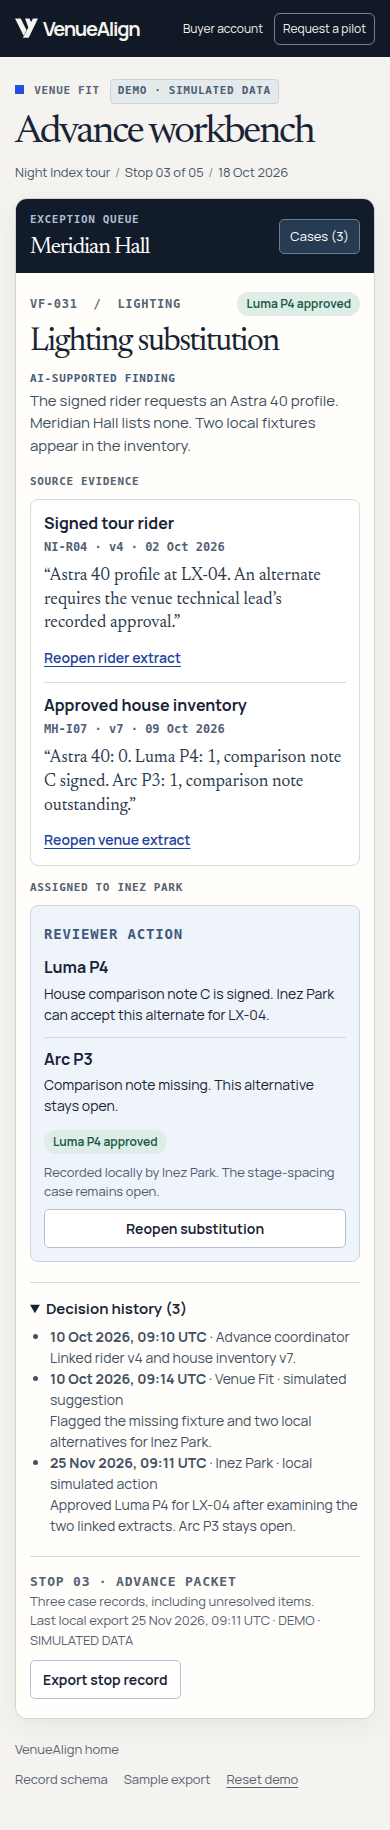 VenueAlign
Buyer account
Request a pilot
VENUE FIT
DEMO · SIMULATED DATA
Advance workbench
Night Index tour / Stop 03 of 05 / 18 Oct 2026
EXCEPTION QUEUE
Meridian Hall
Cases (3)
VF-031 / LIGHTING
Luma P4 approved
Lighting substitution
AI-SUPPORTED FINDING
The signed rider requests an Astra 40 profile.
Meridian Hall lists none. Two local fixtures
appear in the inventory.
SOURCE EVIDENCE
Signed tour rider
NI-R04 · v4 · 02 Oct 2026
“Astra 40 profile at LX-04. An alternate
requires the venue technical lead’s
recorded approval.”
Reopen rider extract
Approved house inventory
MH-I07 · v7 · 09 Oct 2026
“Astra 40: 0. Luma P4: 1, comparison note
C signed. Arc P3: 1, comparison note
outstanding.”
Reopen venue extract
ASSIGNED TO INEZ PARK
REVIEWER ACTION
Luma P4
House comparison note C is signed. Inez Park
can accept this alternate for LX-04.
Arc P3
Comparison note missing. This alternative
stays open.
Luma P4 approved
Recorded locally by Inez Park. The stage-spacing
case remains open.
Reopen substitution
▼ Decision history (3)
• 10 Oct 2026, 09:10 UTC · Advance coordinator
Linked rider v4 and house inventory v7.
• 10 Oct 2026, 09:14 UTC · Venue Fit · simulated
suggestion
Flagged the missing fixture and two local
alternatives for Inez Park.
• 25 Nov 2026, 09:11 UTC · Inez Park · local
simulated action
Approved Luma P4 for LX-04 after examining the
two linked extracts. Arc P3 stays open.
STOP 03 · ADVANCE PACKET
Three case records, including unresolved items.
Last local export 25 Nov 2026, 09:11 UTC · DEMO ·
SIMULATED DATA
Export stop record
VenueAlign home
Record schema
Sample export
Reset demo